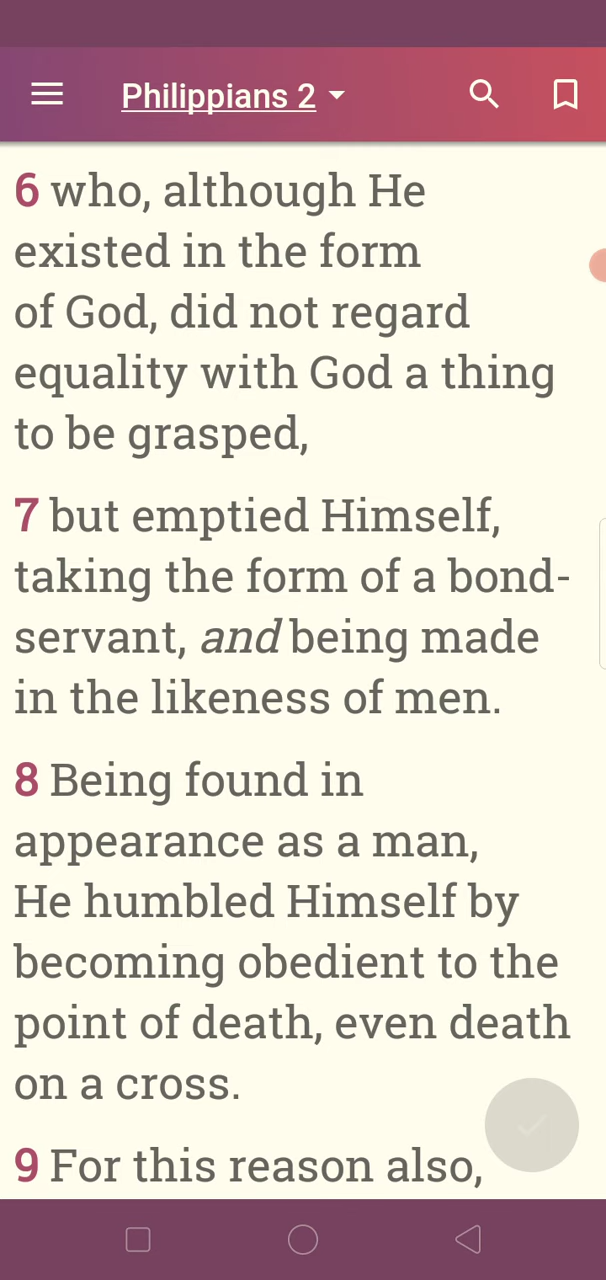 Philippians 2
6 who, although He
existed in the form
of God, did not regard
equality with God a thing
to be grasped,
7 but emptied Himself,
taking the form of a bond-
servant, and being made
in the likeness of men.
8 Being found in
appearance as a man,
He humbled Himself by
becoming obedient to the
point of death, even death
on a cross.
9 For this reason also,